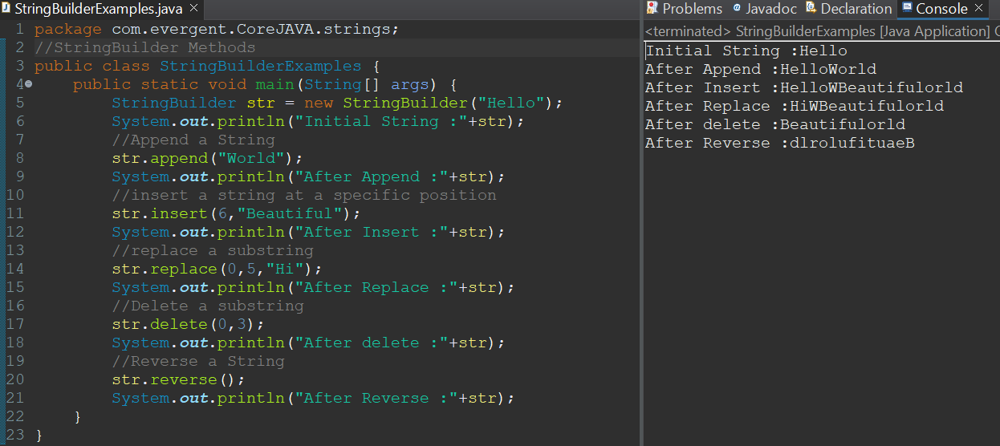 StringBuilderExamples.java
1 package com.evergent.CoreJAVA.strings;
2 //StringBuilder Methods
3 public class StringBuilderExamples {
4 public static void main(String[] args) {
5 StringBuilder str = new StringBuilder("Hello");
6 System.out.println("Initial String :"+str);
7 //Append a String
8 str.append("World");
9 System.out.println("After Append :"+str);
10 //insert a string at a specific position
11 str.insert(6,"Beautiful");
12 System.out.println("After Insert :"+str);
13 //replace a substring
14 str.replace(0,5,"Hi");
15 System.out.println("After Replace :"+str);
16 //Delete a substring
17 str.delete(0,3);
18 System.out.println("After delete :"+str);
19 //Reverse a String
20 str.reverse();
21 System.out.println("After Reverse :"+str);
22 }
23 }
Problems @ Javadoc Declaration Console
<terminated> StringBuilderExamples [Java Application]
Initial String :Hello
After Append :HelloWorld
After Insert :HelloWBeautifulorld
After Replace :HiWBeautifulorld
After delete :Beautifulorld
After Reverse :dlrolufituaeB